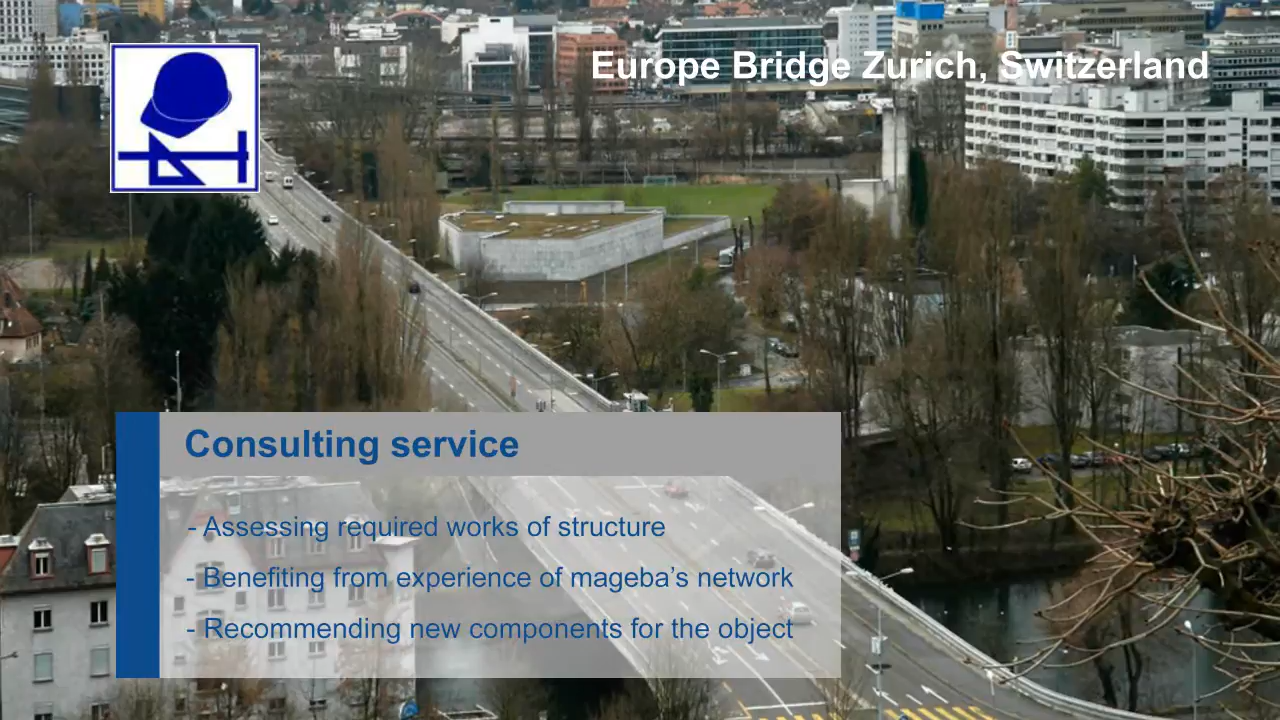 Europe Bridge Zurich, Switzerland
Consulting service
- Assessing required works of structure
- Benefiting from experience of mageba’s network
- Recommending new components for the object